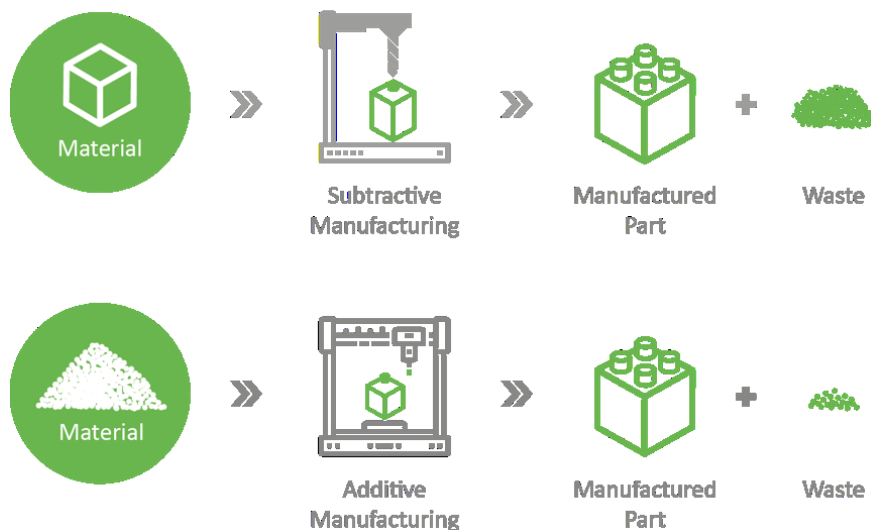 Material
Subtractive
Manufacturing
Manufactured
Part
Waste
Material
Additive
Manufacturing
Manufactured
Part
Waste